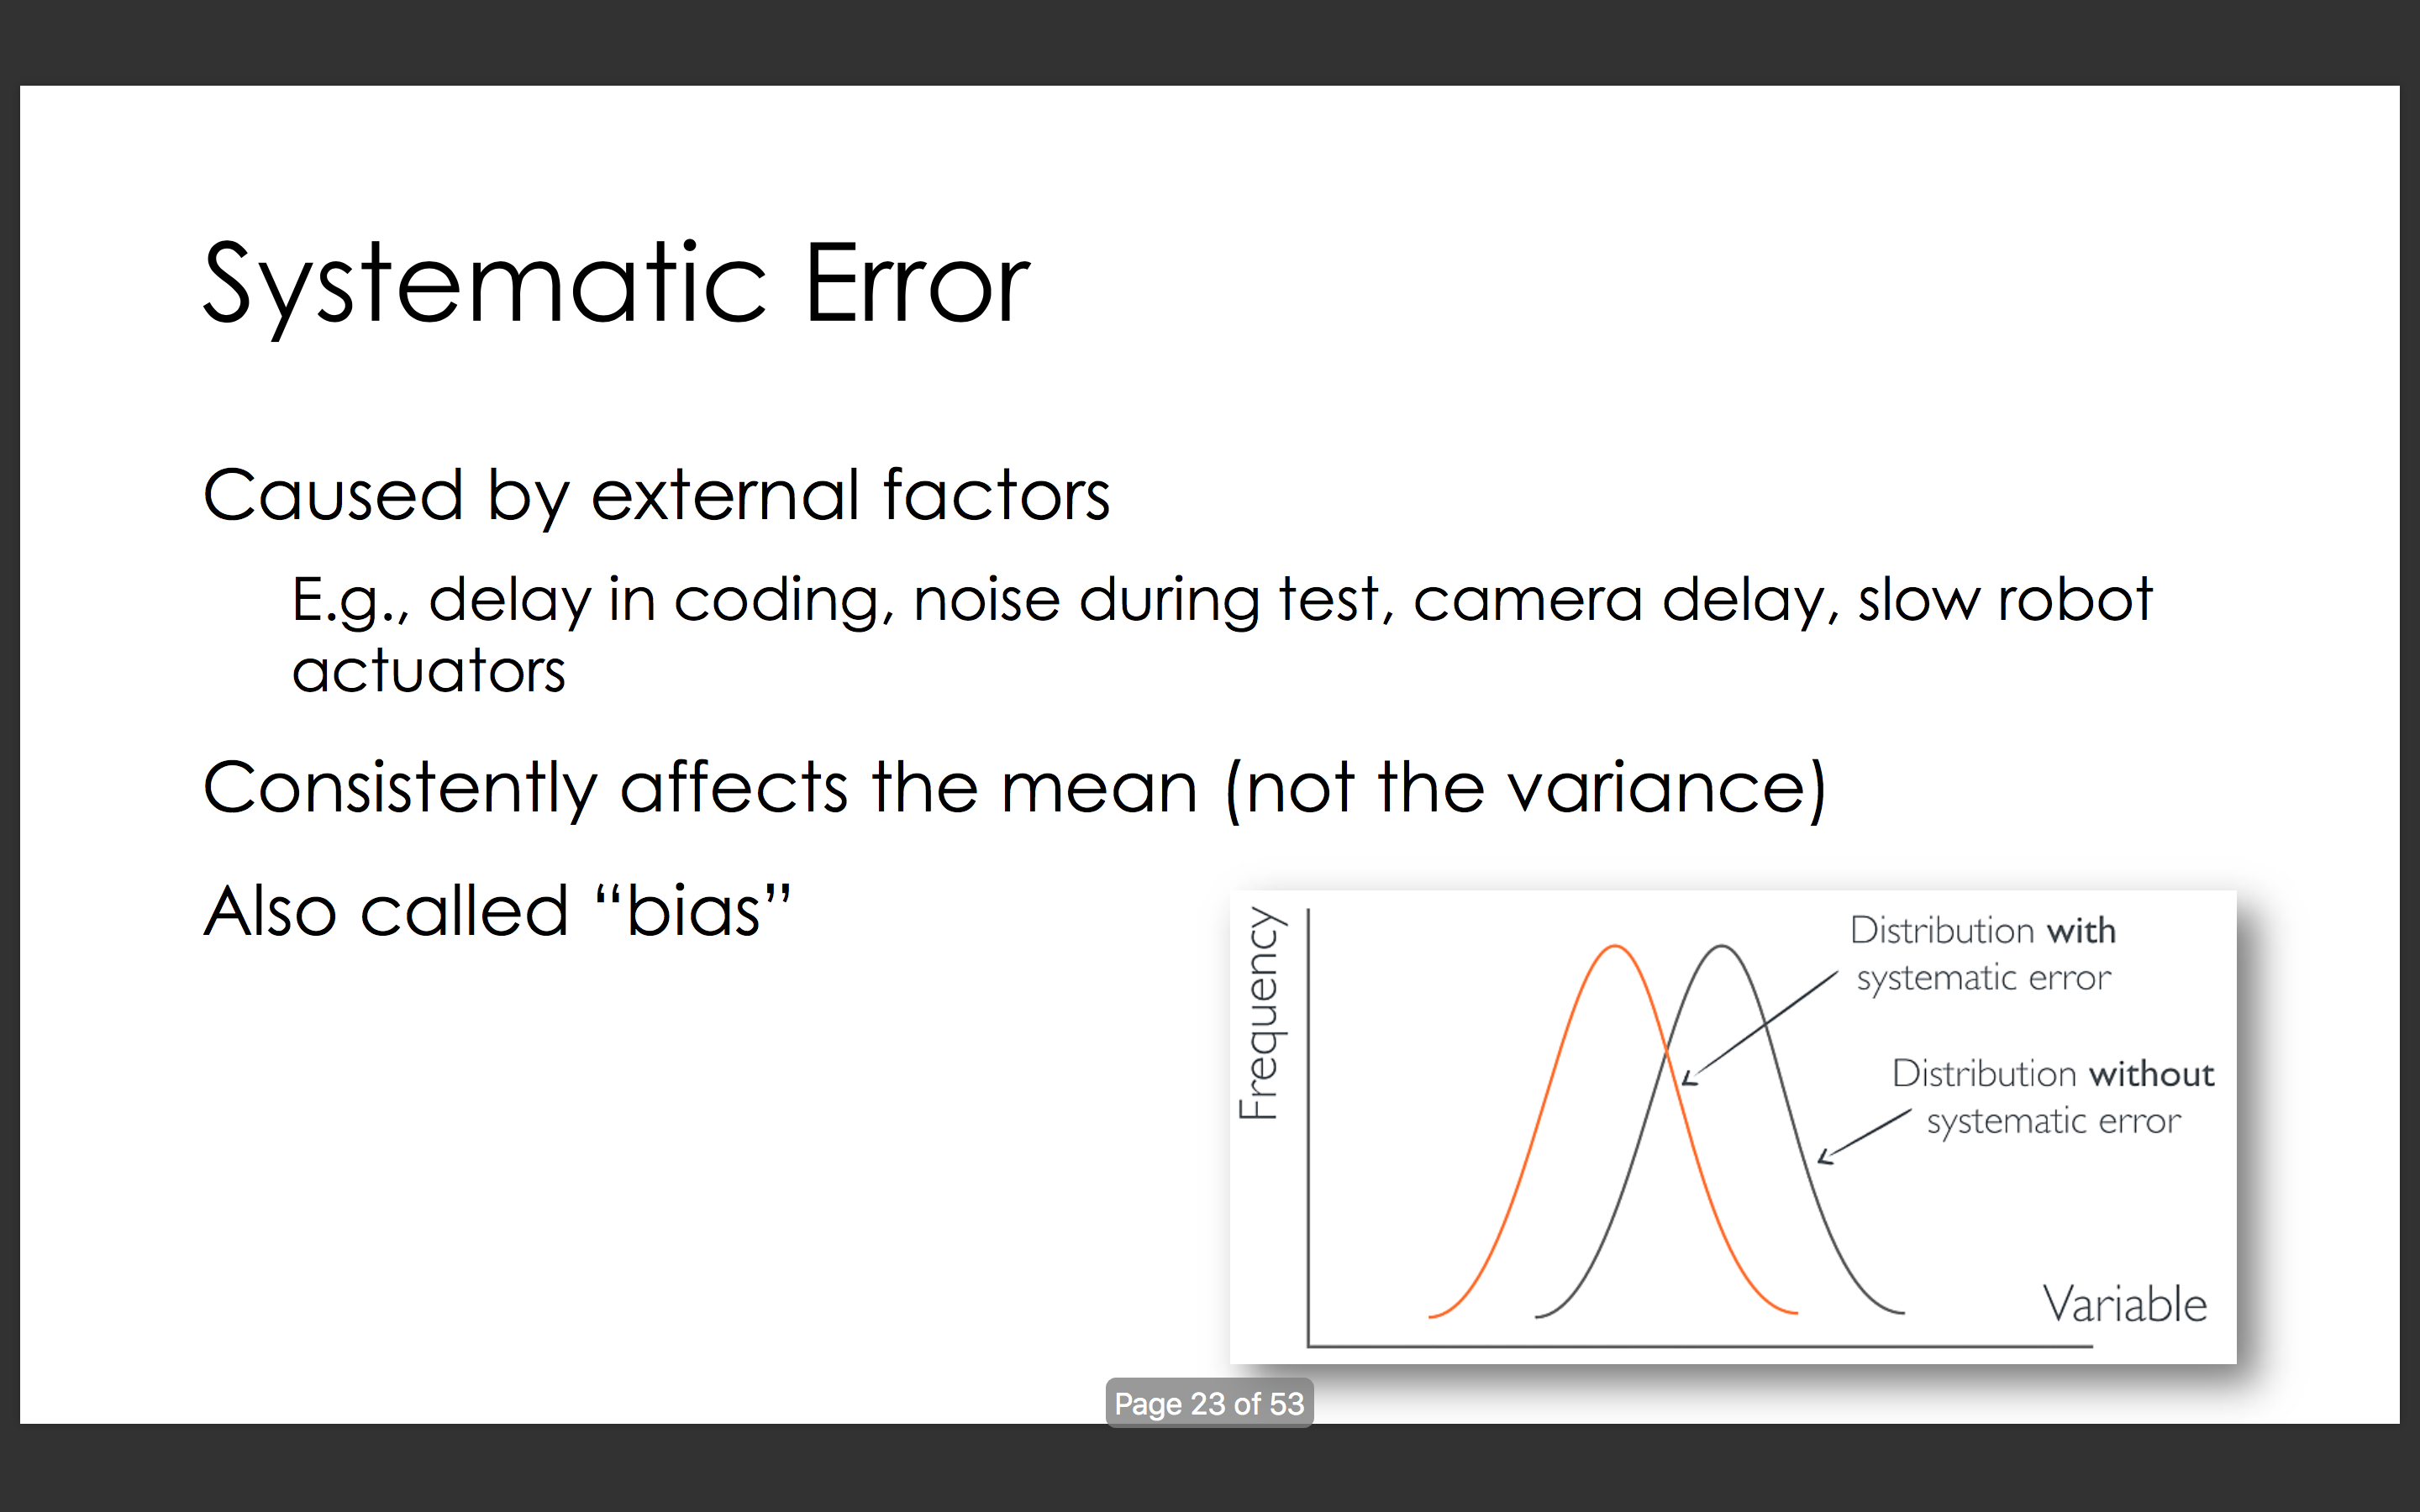 Systematic Error
Caused by external factors
E.g., delay in coding, noise during test, camera delay, slow robot
actuators
Consistently affects the mean (not the variance)
Also called “bias”
Frequency
Distribution with
systematic error
Distribution without
systematic error
Variable
Page 23 of 53